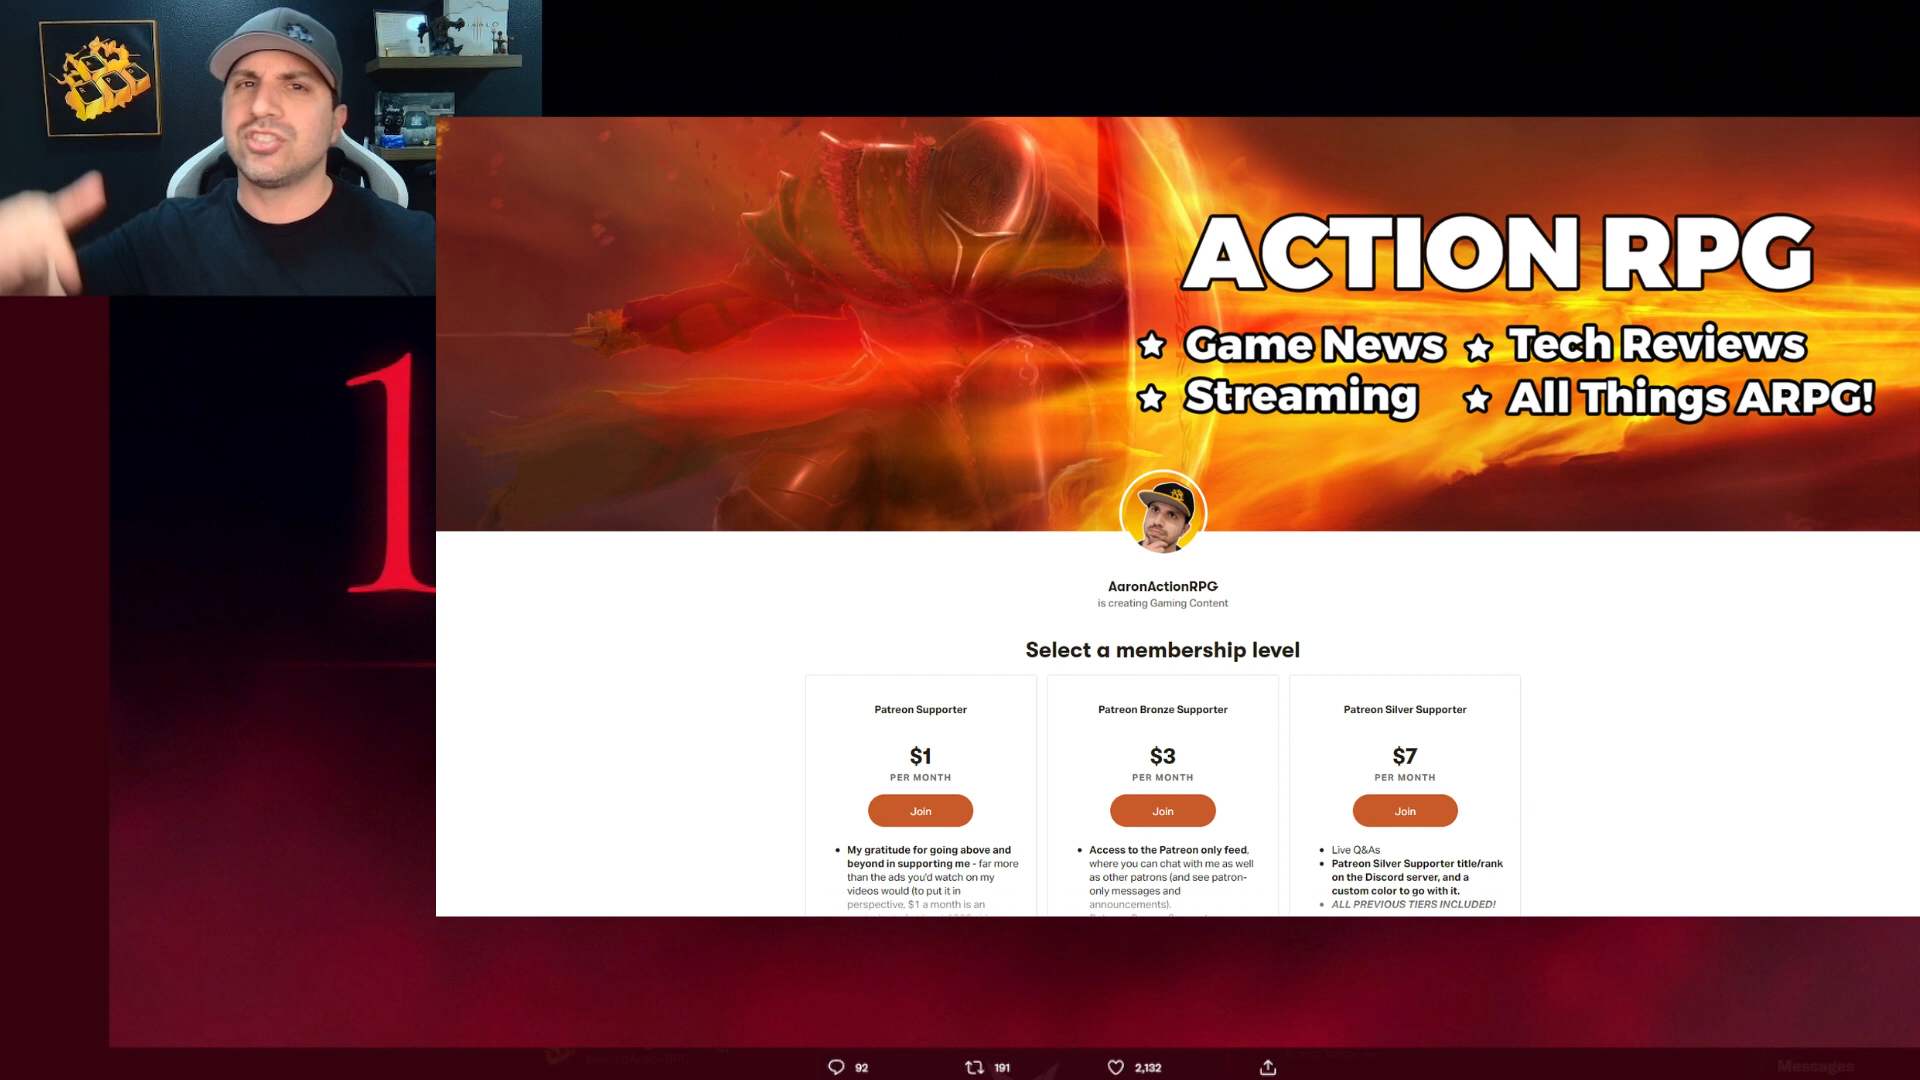 ACTION RPG
Game News
Tech Reviews
Streaming
All Things ARPG!
AaronActionRPG
is creating Gaming Content
Select a membership level
Patreon Supporter
$1
PER MONTH
Join
• My gratitude for going above and
beyond in supporting me - far more
than the ads you'd watch on my
videos would (to put it in
perspective, $1 a month is an
Patreon Bronze Supporter
$3
PER MONTH
Join
• Access to the Patreon only feed,
where you can chat with me as well
as other patrons (and see patron-
only messages and
announcements).
Patreon Silver Supporter
$7
PER MONTH
Join
• Live Q&As
• Patreon Silver Supporter title/rank
on the Discord server, and a
custom color to go with it.
• ALL PREVIOUS TIERS INCLUDED!
1
92
191
2,132
Messages